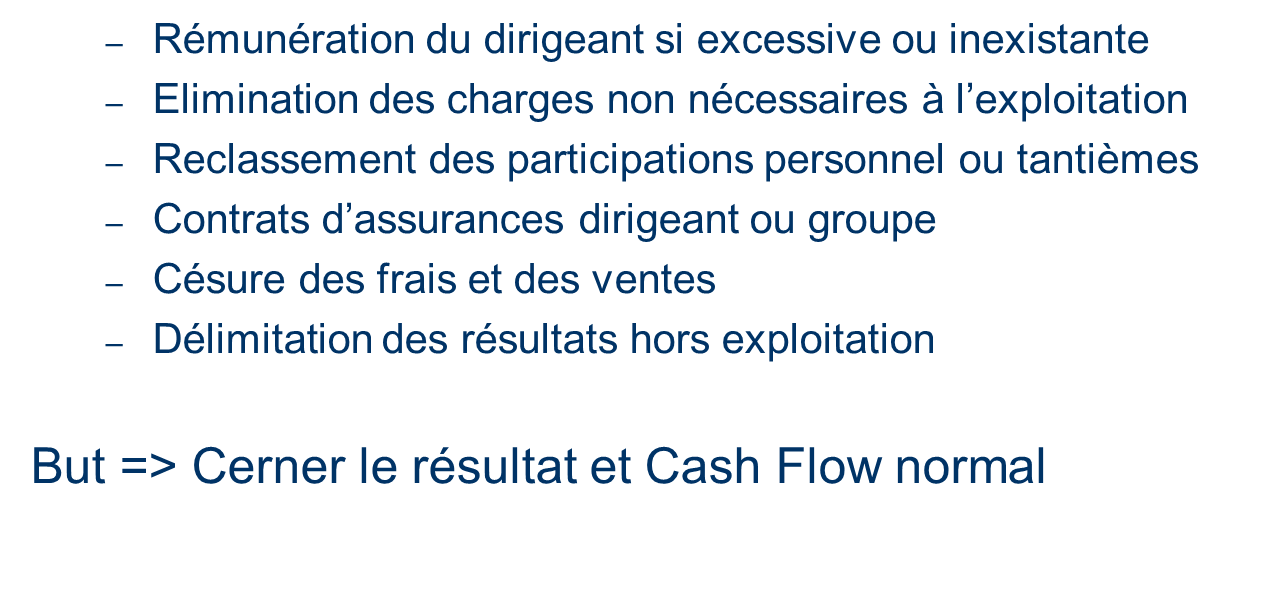 – Rémunération du dirigeant si excessive ou inexistante
– Elimination des charges non nécessaires à l’exploitation
– Reclassement des participations personnel ou tantièmes
– Contrats d’assurances dirigeant ou groupe
– Césure des frais et des ventes
– Délimitation des résultats hors exploitation
But => Cerner le résultat et Cash Flow normal